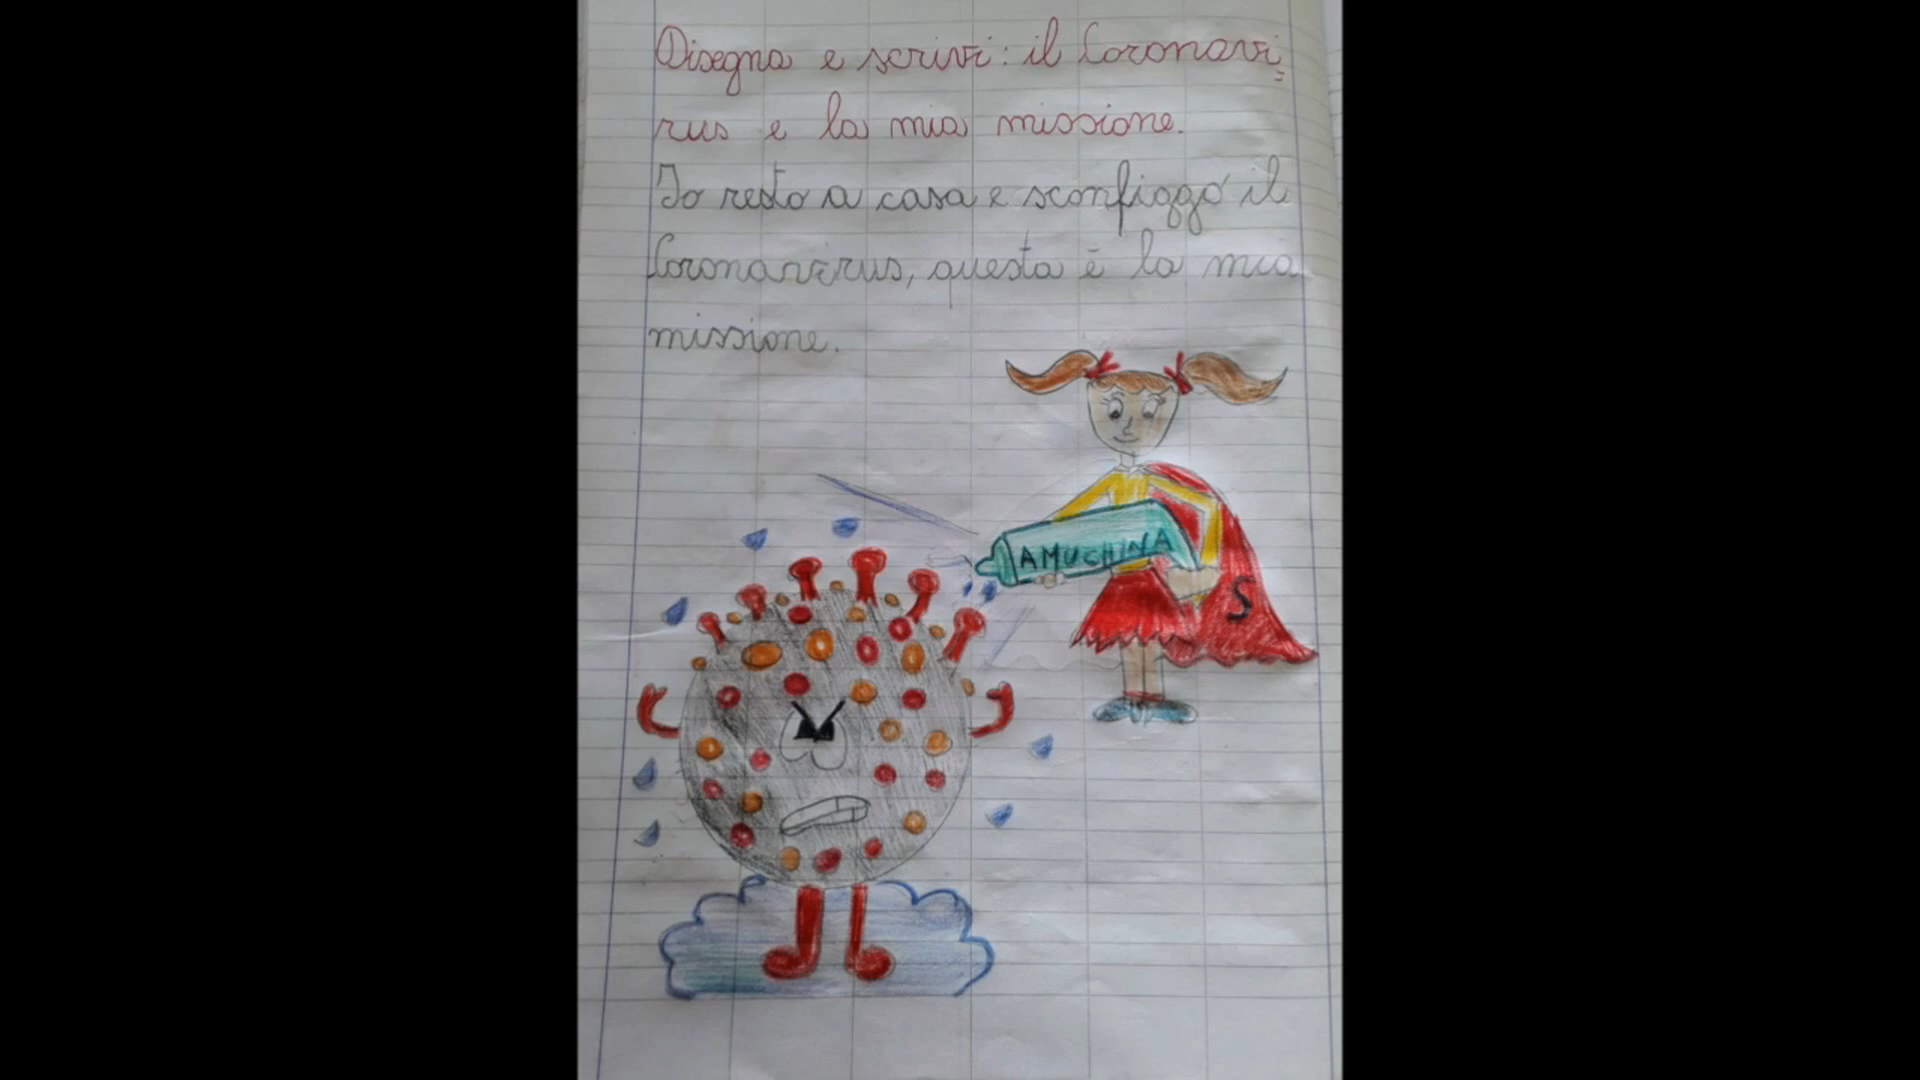 Disegna e scrivi: il Coronavi=
rus e la mia missione.
Io resto a casa e sconfiggo il
Coronavirus, questa è la mia
missione.
AMUCHINA
S